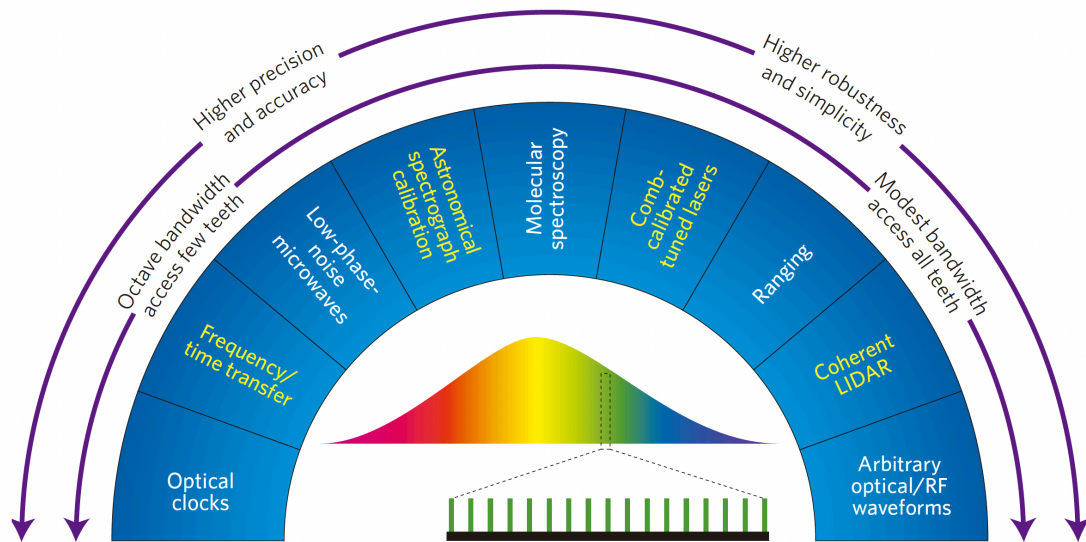 Higher precision
and accuracy
Higher robustness
and simplicity
Octave bandwidth
access few teeth
Modest bandwidth
access all teeth
Optical
clocks
Frequency/
time transfer
Low-phase-
noise
microwaves
Astronomical
spectrograph
calibration
Molecular
spectroscopy
Comb-
calibrated
tuned lasers
Ranging
Coherent
LIDAR
Arbitrary
optical/RF
waveforms